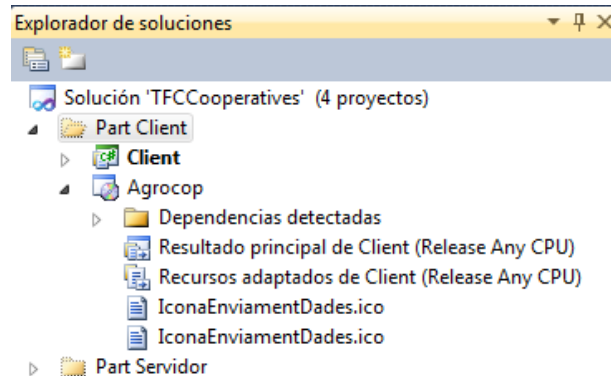 Explorador de soluciones
Solución 'TFCCooperatives' (4 proyectos)
Part Client
Client
Agrocop
Dependencias detectadas
Resultado principal de Client (Release Any CPU)
Recursos adaptados de Client (Release Any CPU)
IconaEnviamentDades.ico
IconaEnviamentDades.ico
Part Servidor